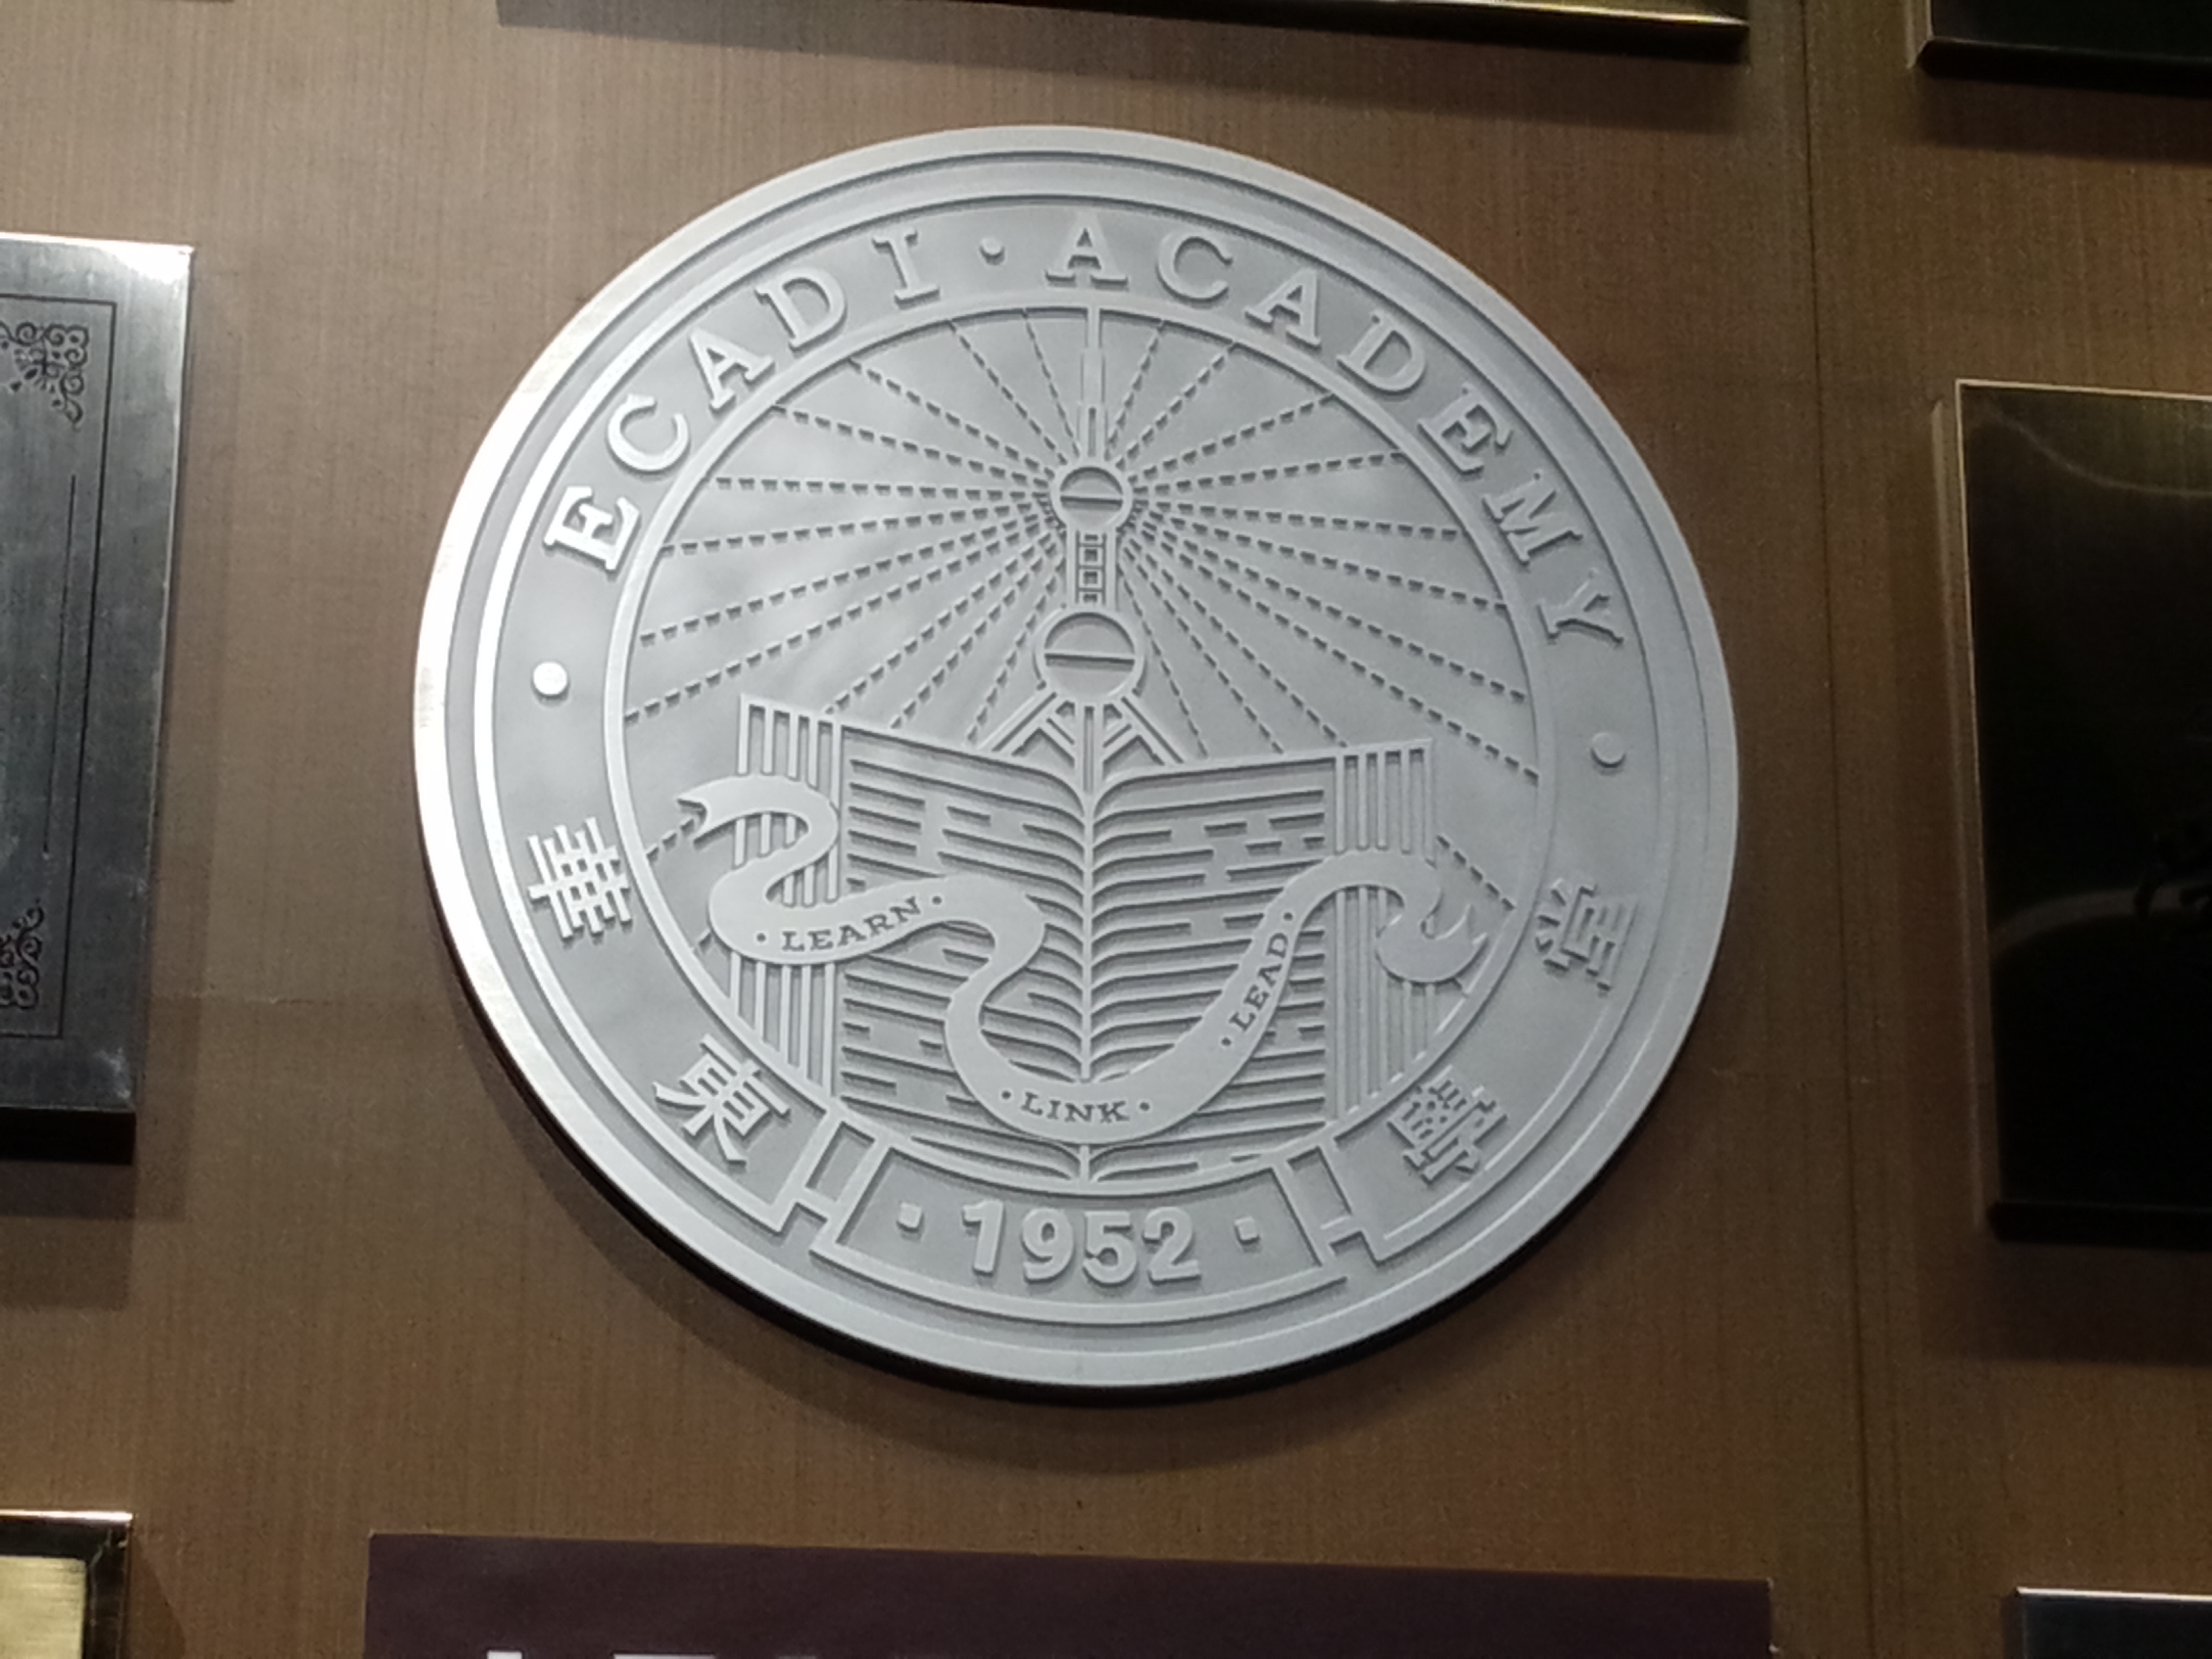 ECADI · ACADEMY
華東學堂
· LEARN ·
· LINK ·
· LEAD ·
· 1952 ·